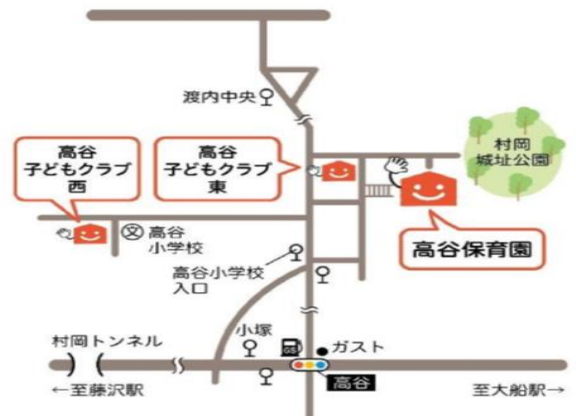 渡内中央
高谷
子どもクラブ
西
高谷
子どもクラブ
東
村岡
城址公園
高谷
小学校
高谷保育園
高谷小学校
入口
小塚
GS
ガスト
村岡トンネル
高谷
←至藤沢駅
至大船駅→
文